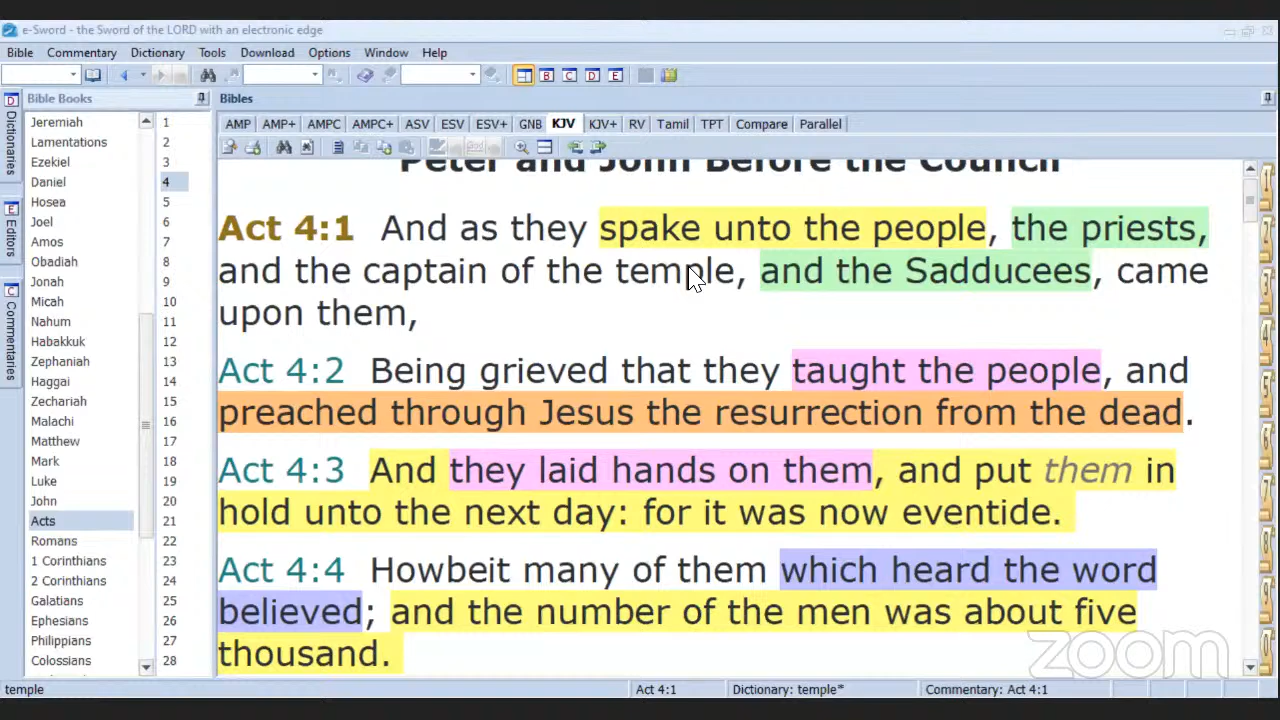 e-Sword - the Sword of the LORD with an electronic edge
Bible Commentary Dictionary Tools Options Download Window Help
B C D E
Bible Books
Bibles
D Dictionaries
E Editors
C Commentaries
AMP AMP+ AMPC AMPC+ ASV ESV ESV+ GNB KJV KJV+ RV Tamil TPT Compare Parallel
Jeremiah 1
Lamentations 2
Ezekiel 3
Daniel 4
Hosea 5
Joel 6
Amos 7
Obadiah 8
Jonah 9
Micah 10
Nahum 11
Habakkuk 12
Zephaniah 13
Haggai 14
Zechariah 15
Malachi 16
Matthew 17
Mark 18
Luke 19
John 20
Acts 21
Romans 22
1 Corinthians 23
2 Corinthians 24
Galatians 25
Ephesians 26
Philippians 27
Colossians 28
Peter and John Before the Council
Act 4:1 And as they spake unto the people, the priests,
and the captain of the temple, and the Sadducees, came
upon them,
Act 4:2 Being grieved that they taught the people, and
preached through Jesus the resurrection from the dead.
Act 4:3 And they laid hands on them, and put them in
hold unto the next day: for it was now eventide.
Act 4:4 Howbeit many of them which heard the word
believed; and the number of the men was about five
thousand.
zoom
temple Act 4:1 Dictionary: temple* Commentary: Act 4:1